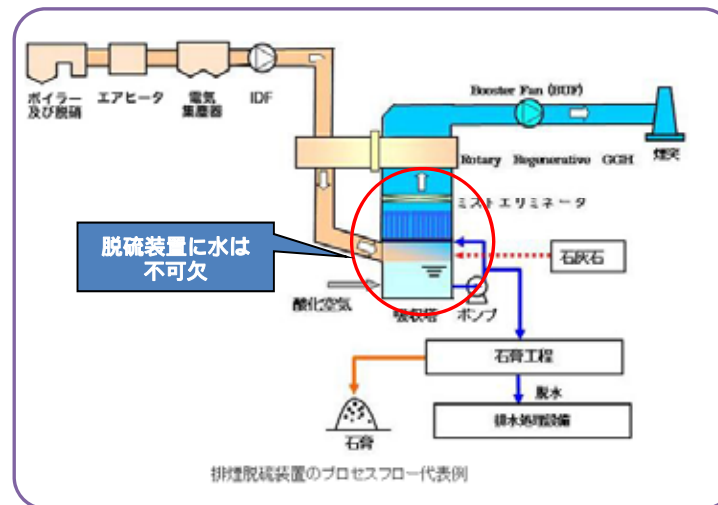 ボイラー
及び脱硝
エアヒータ
電気
集塵器
IDF
Booster Fan (BUF)
Rotary Regenerative GGH
煙突
ミストエリミネータ
脱硫装置に水は
不可欠
石灰石
酸化空気
吸収塔
ポンプ
石膏工程
脱水
石膏
排水処理設備
排煙脱硫装置のプロセスフロー代表例